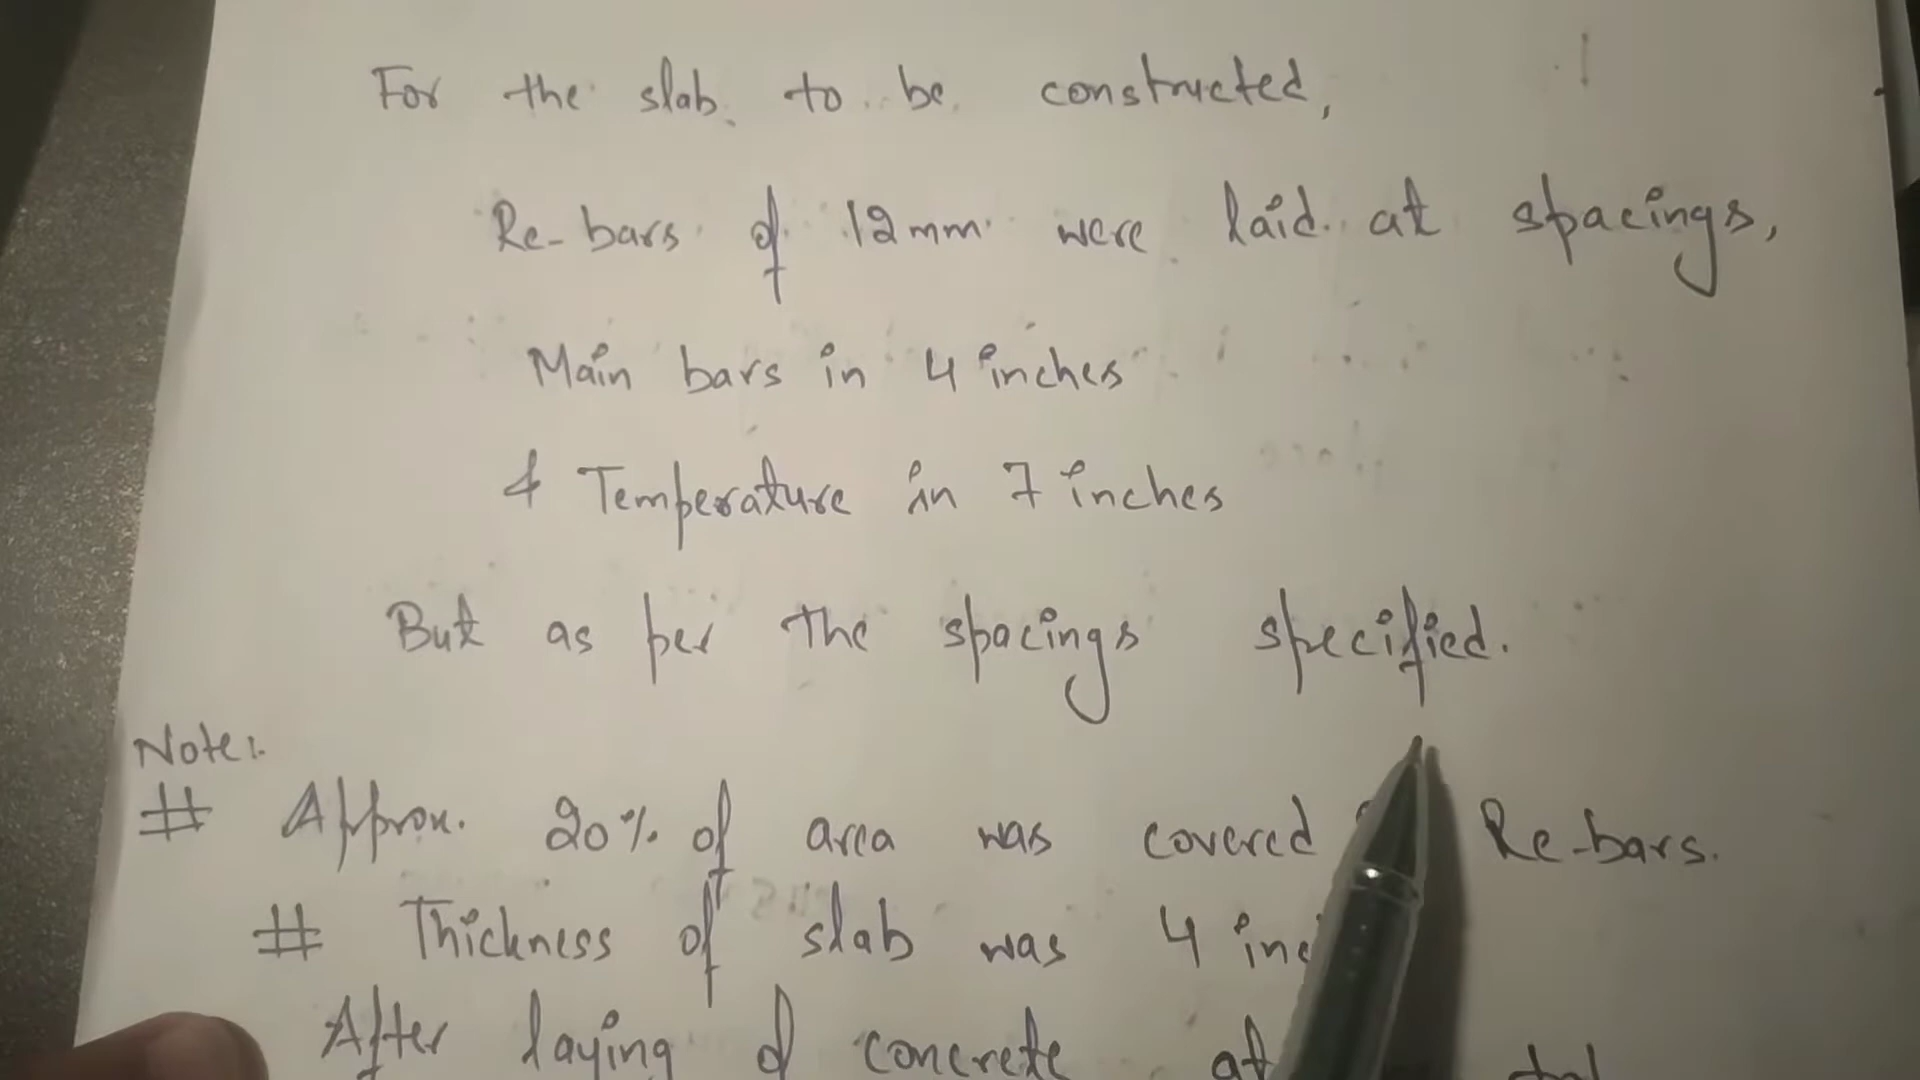 For the slab to be constructed,
Re-bars of 12mm were laid at spacings,
Main bars in 4 inches
& Temperature in 7 inches
But as per the spacings specified.
Note:
# Approx. 20% of area was covered Re-bars.
# Thickness of slab was 4
After laying of concrete at